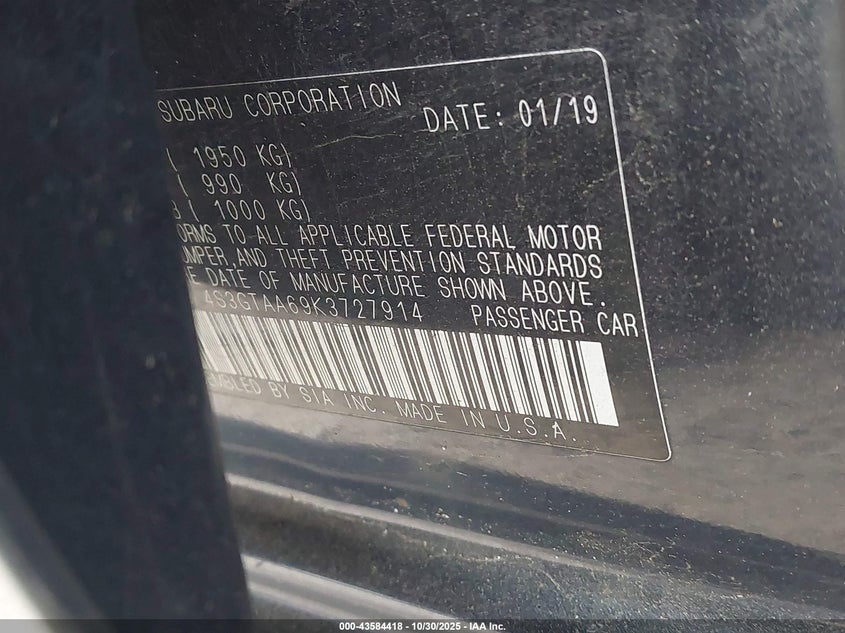 SUBARU CORPORATION DATE: 01/19
( 1950 KG)
( 990 KG)
( 1000 KG)
ORMS TO ALL APPLICABLE FEDERAL MOTOR
UMPER, AND THEFT PREVENTION STANDARDS
E DATE OF MANUFACTURE SHOWN ABOVE.
4S3GTAA69K3727914 PASSENGER CAR
MBLED BY SIA INC. MADE IN U.S.A.
000-43584418 - 10/30/2025 - IAA Inc.